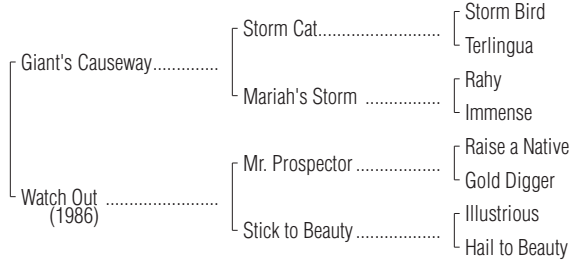 Storm Bird
Storm Cat........................
Terlingua
Giant's Causeway.............
Rahy
Mariah's Storm ...............
Immense
Raise a Native
Mr. Prospector .................
Gold Digger
Watch Out ......................
(1986)
Illustrious
Stick to Beauty .................
Hail to Beauty